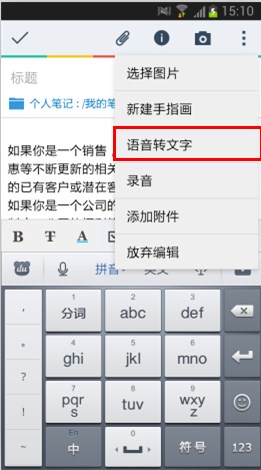 15:10
标题
选择图片
个人笔记:/我的笔
新建手指画
如果你是一个销售,
语音转文字
惠等不断更新的相关
的已有客户或潜在客
录音
如果你是一个公司的
添加附件
B T A
放弃编辑
du 拼音
, 1 分词 2 abc 3 def
。 4 ghi 5 jkl 6 mno
? 7 pqrs 8 tuv 9 wxyz
!
~ En 中 0 符号 123